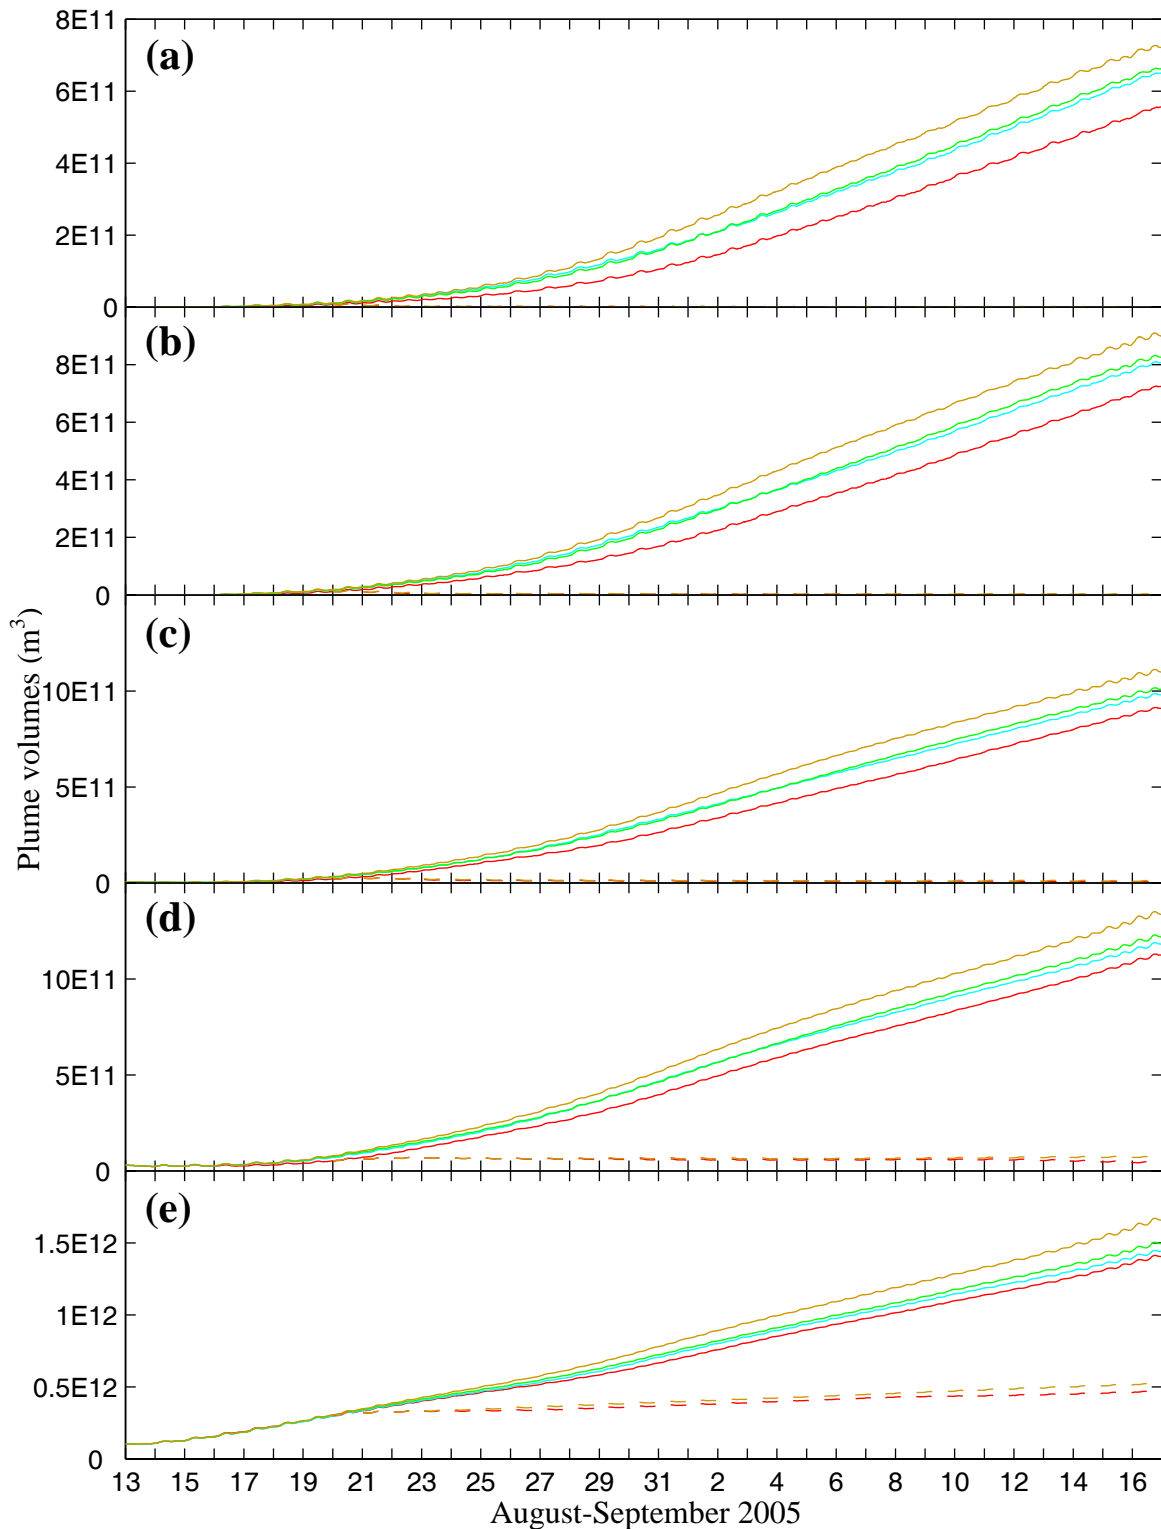 8E11
(a)
6E11
4E11
2E11
0
(b)
8E11
6E11
4E11
2E11
0
(c)
10E11
5E11
0
(d)
10E11
5E11
0
(e)
1.5E12
1E12
0.5E12
0
Plume volumes (m³)
13 15 17 19 21 23 25 27 29 31 2 4 6 8 10 12 14 16
August-September 2005